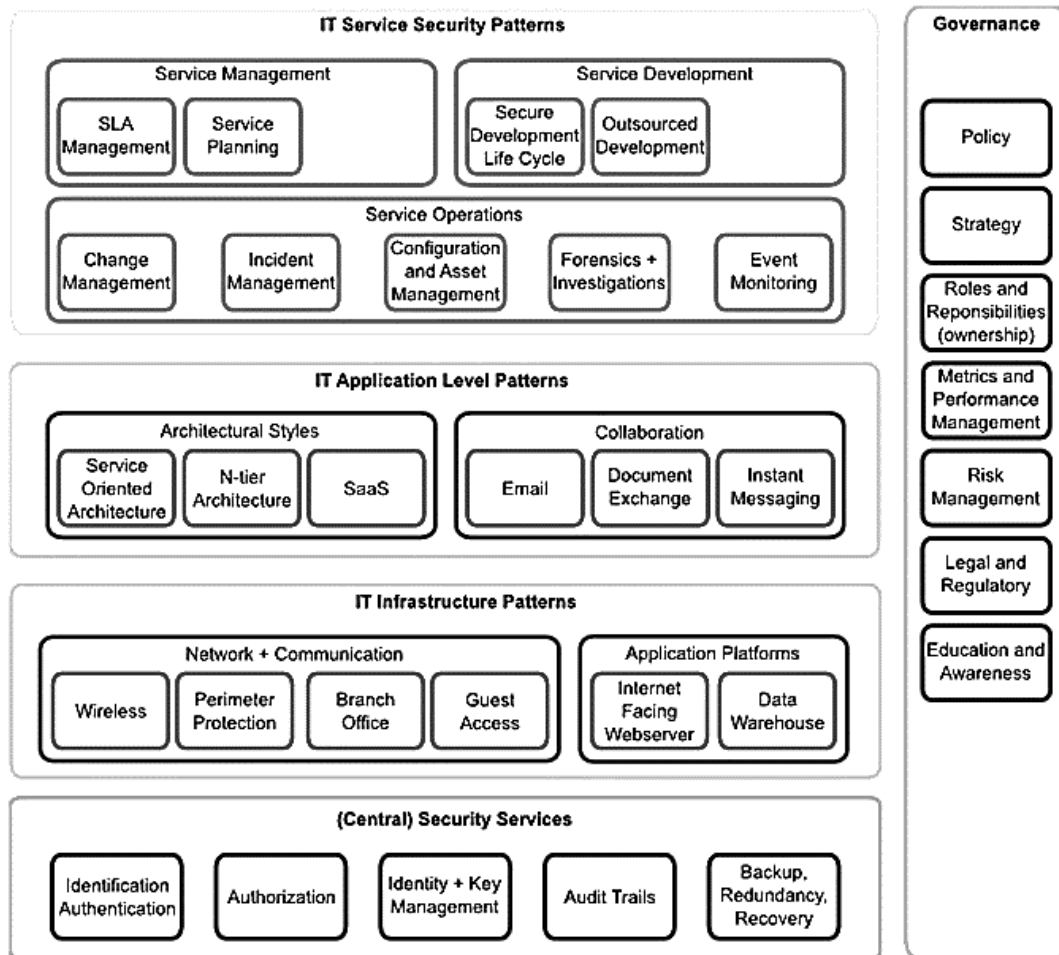 IT Service Security Patterns
Service Management
SLA
Management
Service
Planning
Service Development
Secure
Development
Life Cycle
Outsourced
Development
Service Operations
Change
Management
Incident
Management
Configuration
and Asset
Management
Forensics +
Investigations
Event
Monitoring
IT Application Level Patterns
Architectural Styles
Service
Oriented
Architecture
N-tier
Architecture
SaaS
Collaboration
Email
Document
Exchange
Instant
Messaging
IT Infrastructure Patterns
Network + Communication
Wireless
Perimeter
Protection
Branch
Office
Guest
Access
Application Platforms
Internet
Facing
Webserver
Data
Warehouse
(Central) Security Services
Identification
Authentication
Authorization
Identity + Key
Management
Audit Trails
Backup,
Redundancy,
Recovery
Governance
Policy
Strategy
Roles and
Reponsibilities
(ownership)
Metrics and
Performance
Management
Risk
Management
Legal and
Regulatory
Education and
Awareness